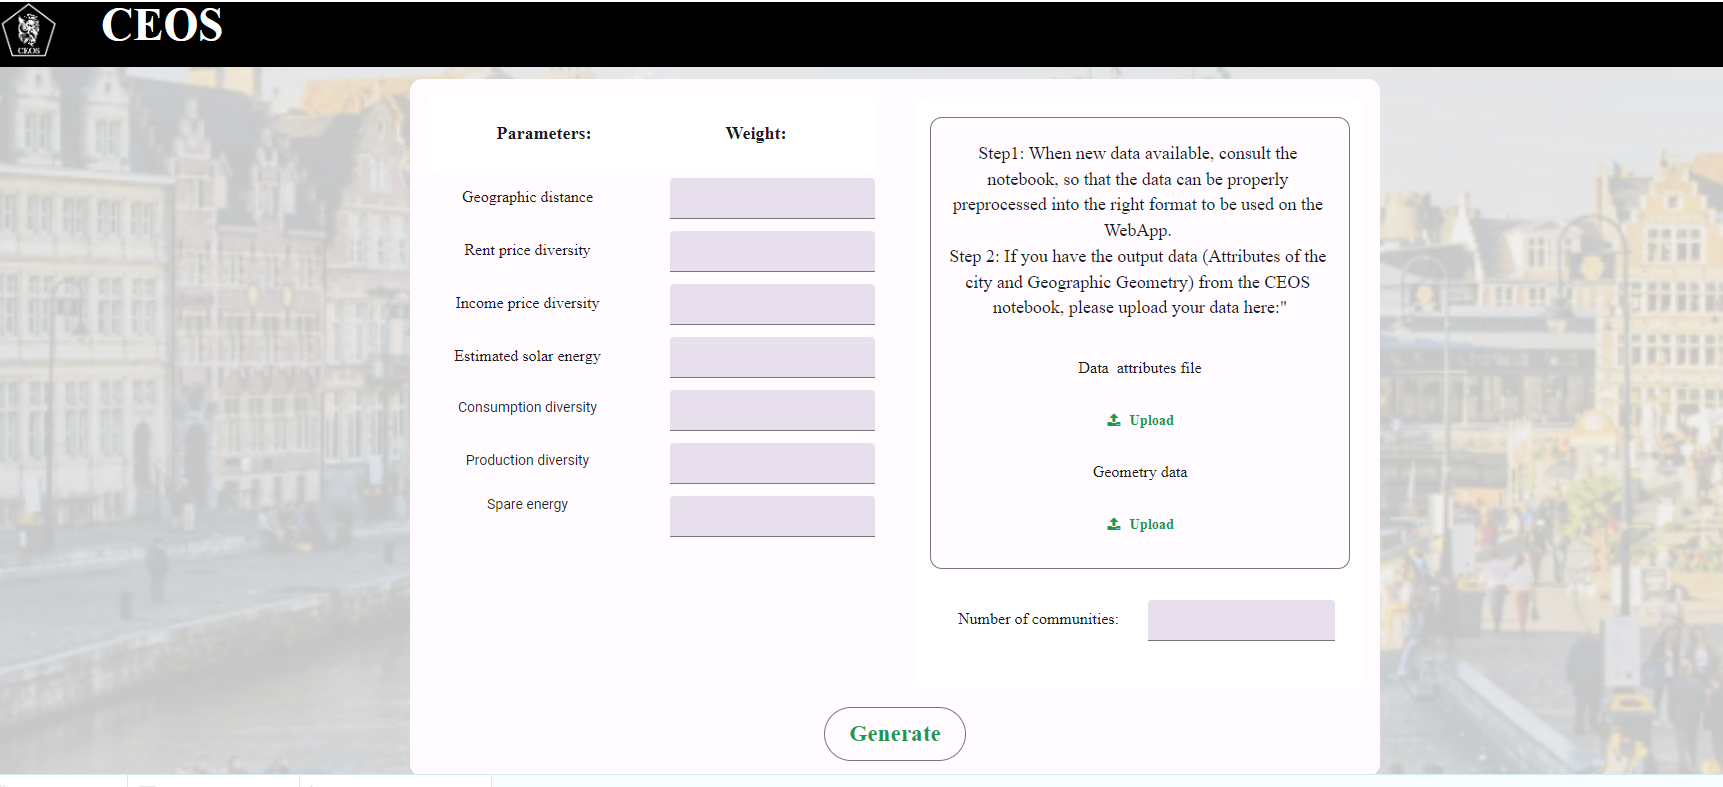 CEOS
CEOS
Parameters:
Weight:
Geographic distance
Rent price diversity
Income price diversity
Estimated solar energy
Consumption diversity
Production diversity
Spare energy
Step1: When new data available, consult the
notebook, so that the data can be properly
preprocessed into the right format to be used on the
WebApp.
Step 2: If you have the output data (Attributes of the
city and Geographic Geometry) from the CEOS
notebook, please upload your data here:"
Data  attributes file
Upload
Geometry data
Upload
Number of communities:
Generate